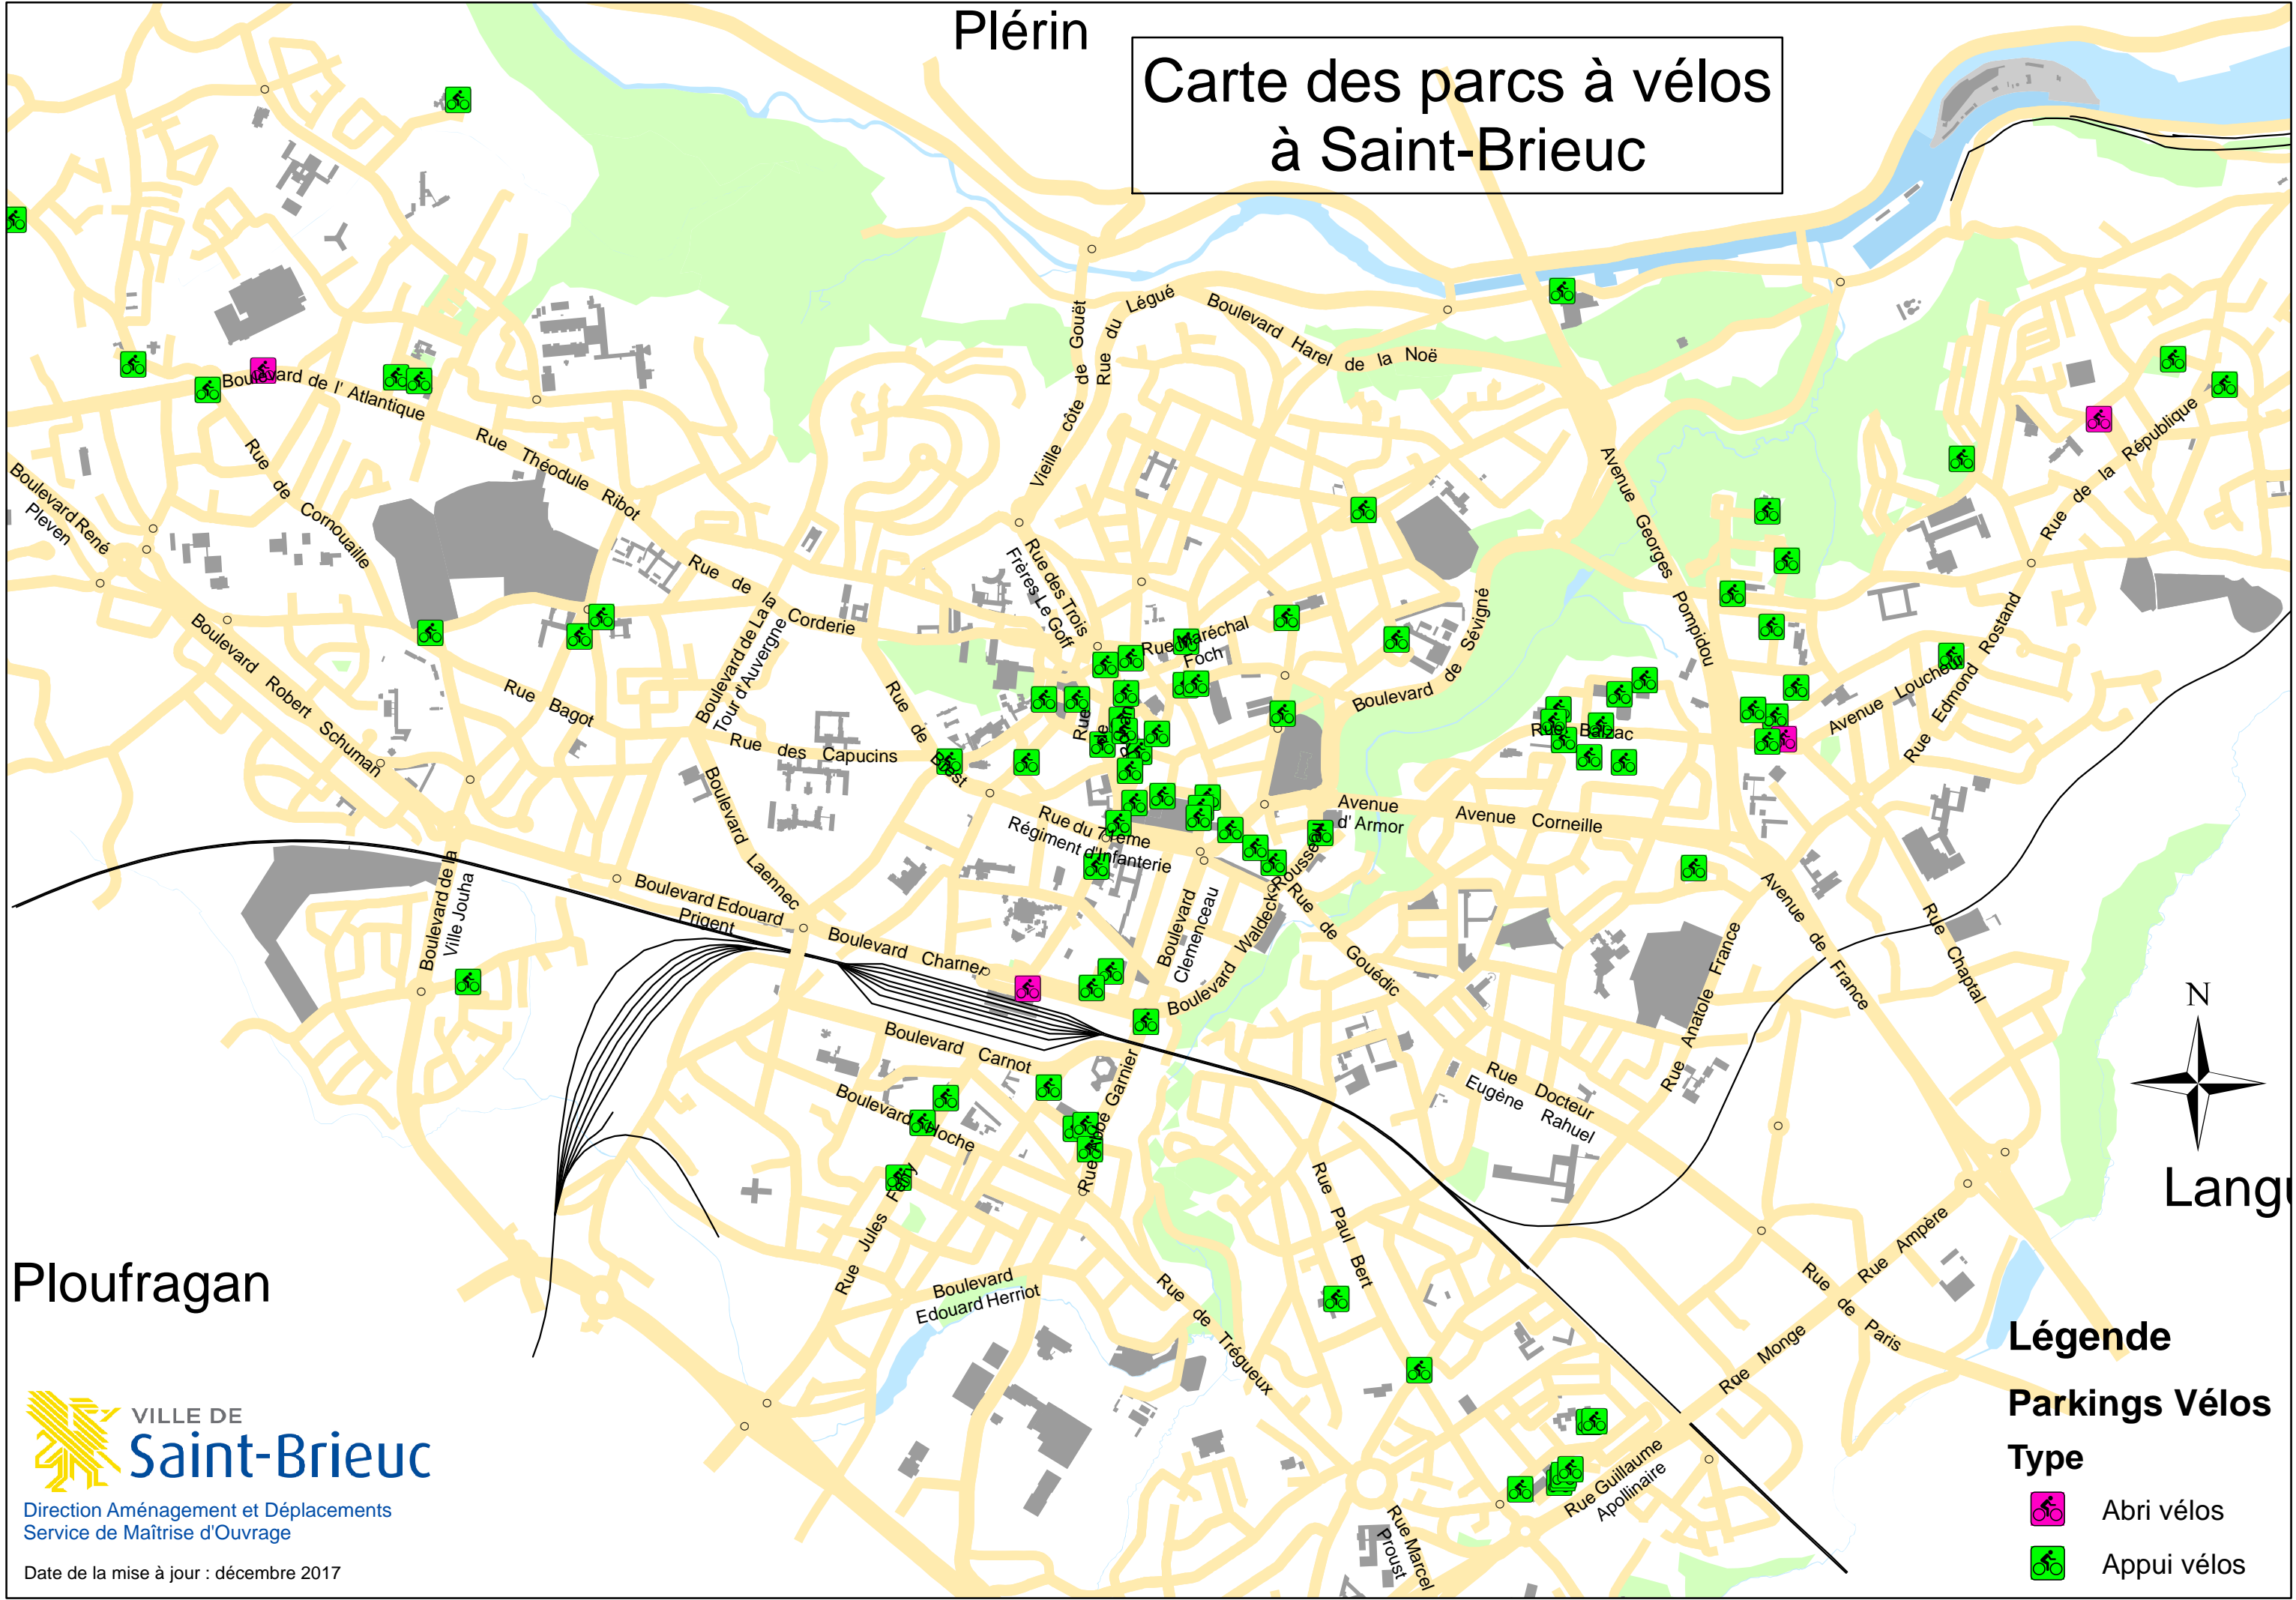 Plérin
Carte des parcs à vélos
à Saint-Brieuc
Vieille côte de Gouët
Rue du Légué
Boulevard Harel de la Noë
Boulevard de l' Atlantique
Rue de Cornouaille
Rue Théodule Ribot
Boulevard René
Pleven
Avenue Georges Pompidou
Rue de la République
Rue des Trois
Frères Le Goff
Rue de la Corderie
Boulevard de La
Tour d'Auvergne
Rue Maréchal
Foch
Boulevard de Sévigné
Rue Edmond Rostand
Avenue Loucheur
Boulevard Robert Schuman
Rue Bagot
Rue des Capucins
Rue de Brest
Rue de Rohan
Rue Balzac
Boulevard Laennec
Rue du 71ème
Régiment d'Infanterie
Avenue
d' Armor
Avenue Corneille
Boulevard de la
Ville Jouha
Boulevard Edouard
Prigent
Boulevard Charner
Boulevard
Clemenceau
Boulevard Waldeck-Rousseau
Rue de Gouédic
Avenue de France
Rue Anatole France
Rue Chaptal
N
Boulevard Carnot
Boulevard Hoche
Rue Abbé Garnier
Rue Docteur
Eugène Rahuel
Langu
Rue Jules Ferry
Rue Paul Bert
Rue Ampère
Ploufragan
Boulevard
Edouard Herriot
Rue de Trégueux
Rue Monge
Rue de Paris
Rue Guillaume
Apollinaire
Rue Marcel
Proust
Légende
Parkings Vélos
Type
Abri vélos
Appui vélos
VILLE DE
Saint-Brieuc
Direction Aménagement et Déplacements
Service de Maîtrise d'Ouvrage
Date de la mise à jour : décembre 2017